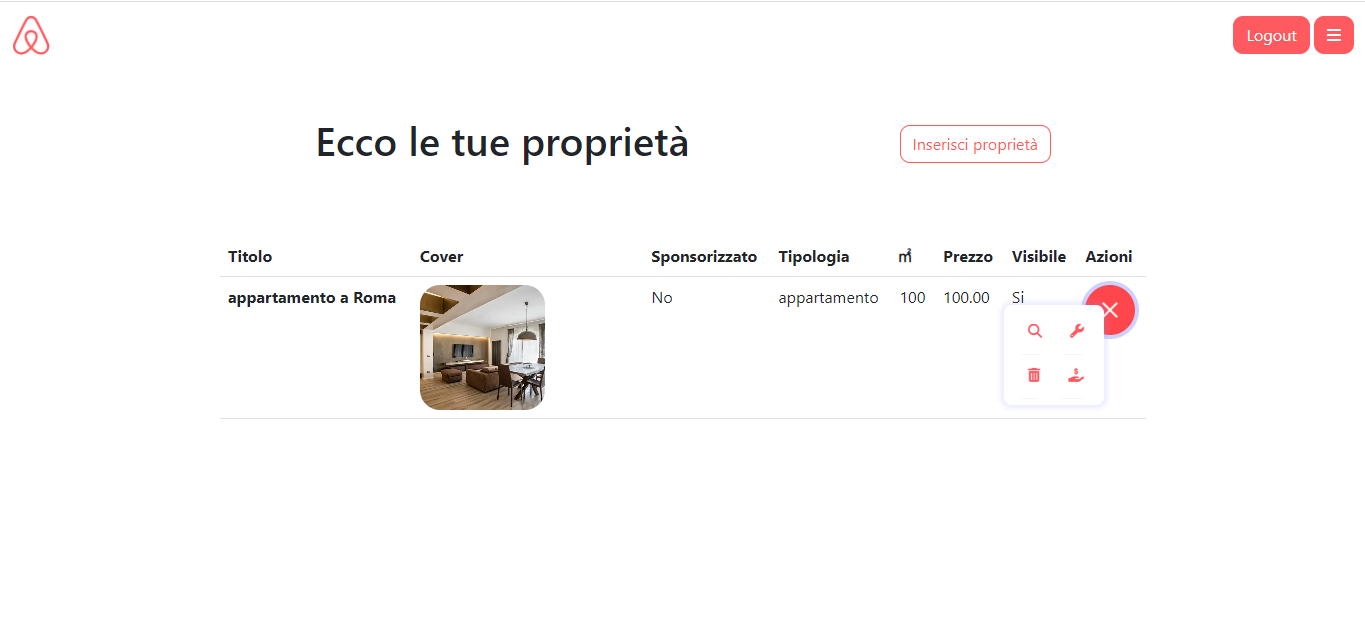 Logout
Ecco le tue proprietà
Inserisci proprietà
Titolo Cover Sponsorizzato Tipologia ㎡ Prezzo Visibile Azioni
appartamento a Roma No appartamento 100 100.00 Si